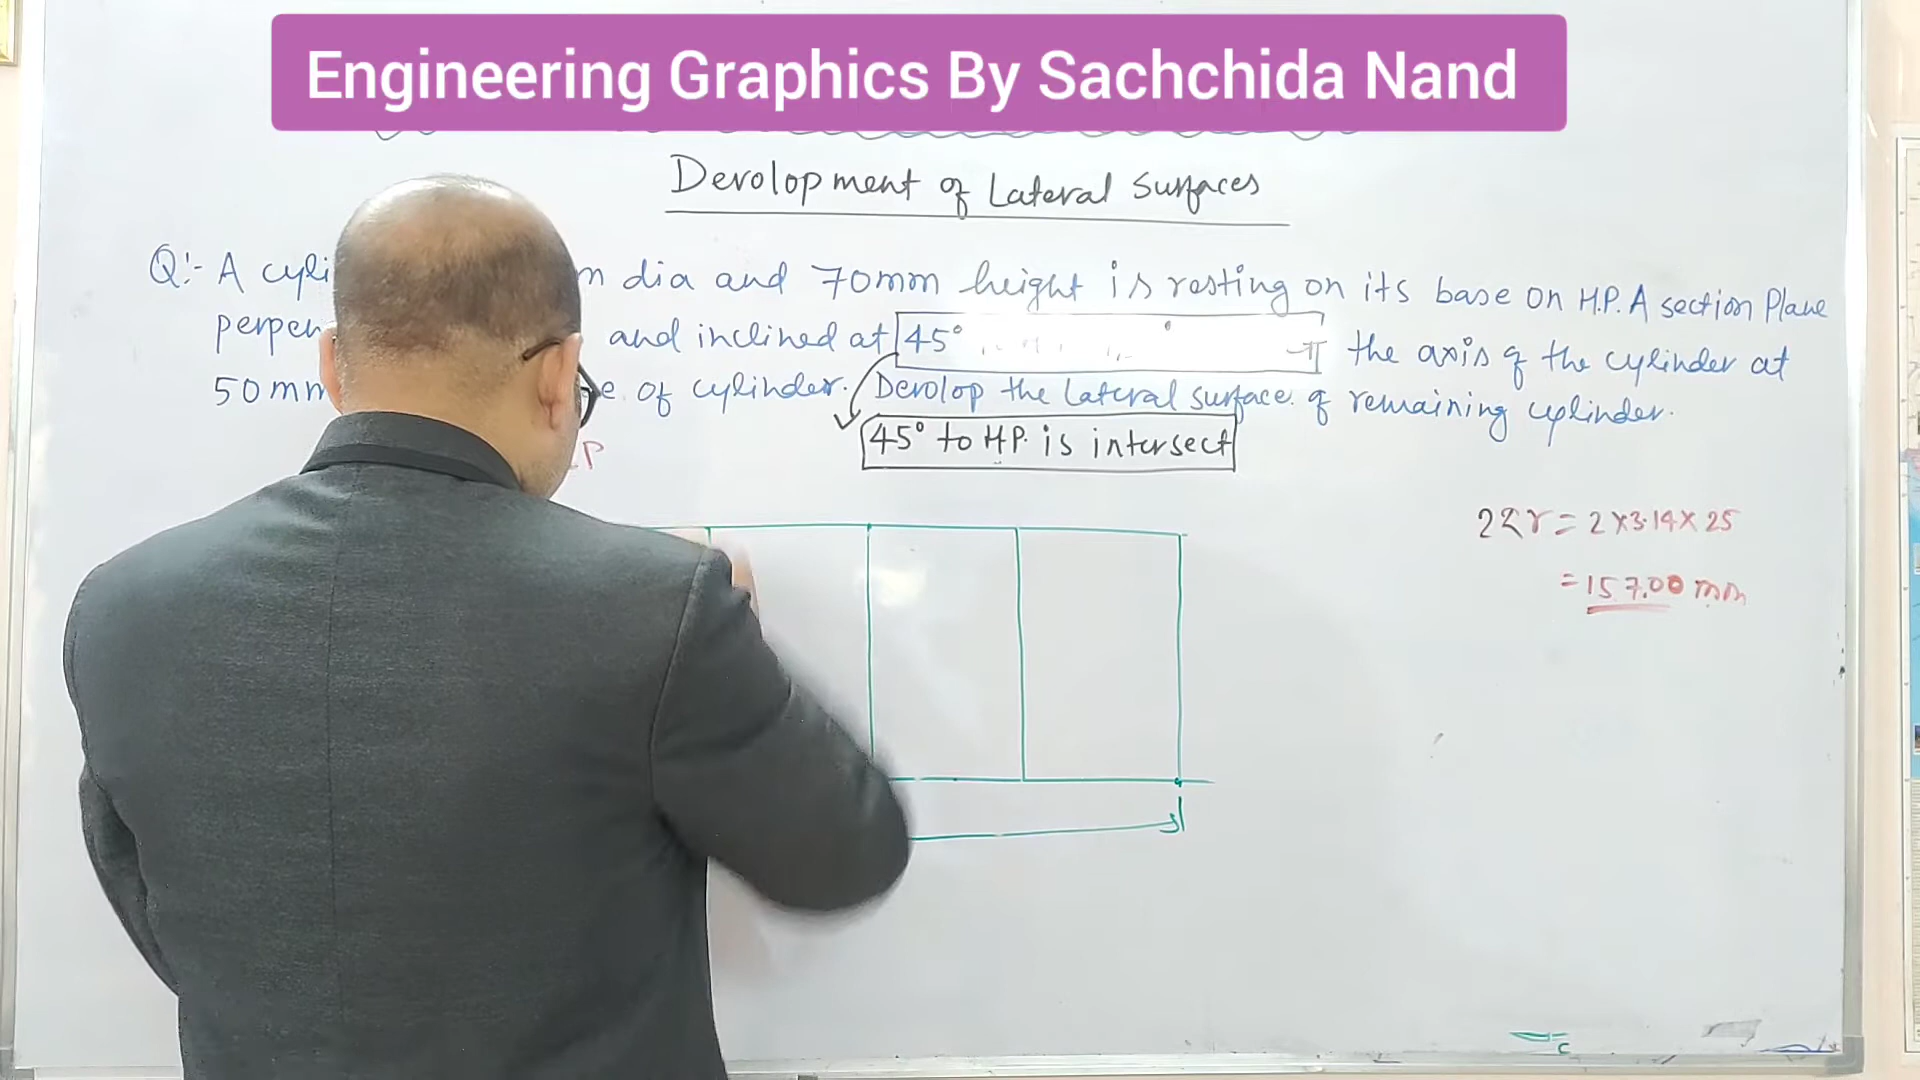 Engineering Graphics By Sachchida Nand
Devolopment of Lateral Surfaces
Q:- A cyli n dia and 70mm height is resting on its base on H.P. A section Plane
perpen and inclined at 45° the axis of the cylinder at
50mm e of cylinder. Devolop the Lateral surface of remaining cylinder.
45° to H.P. is intersect
P
2πr = 2 x 3.14 x 25
= 157.00 mm